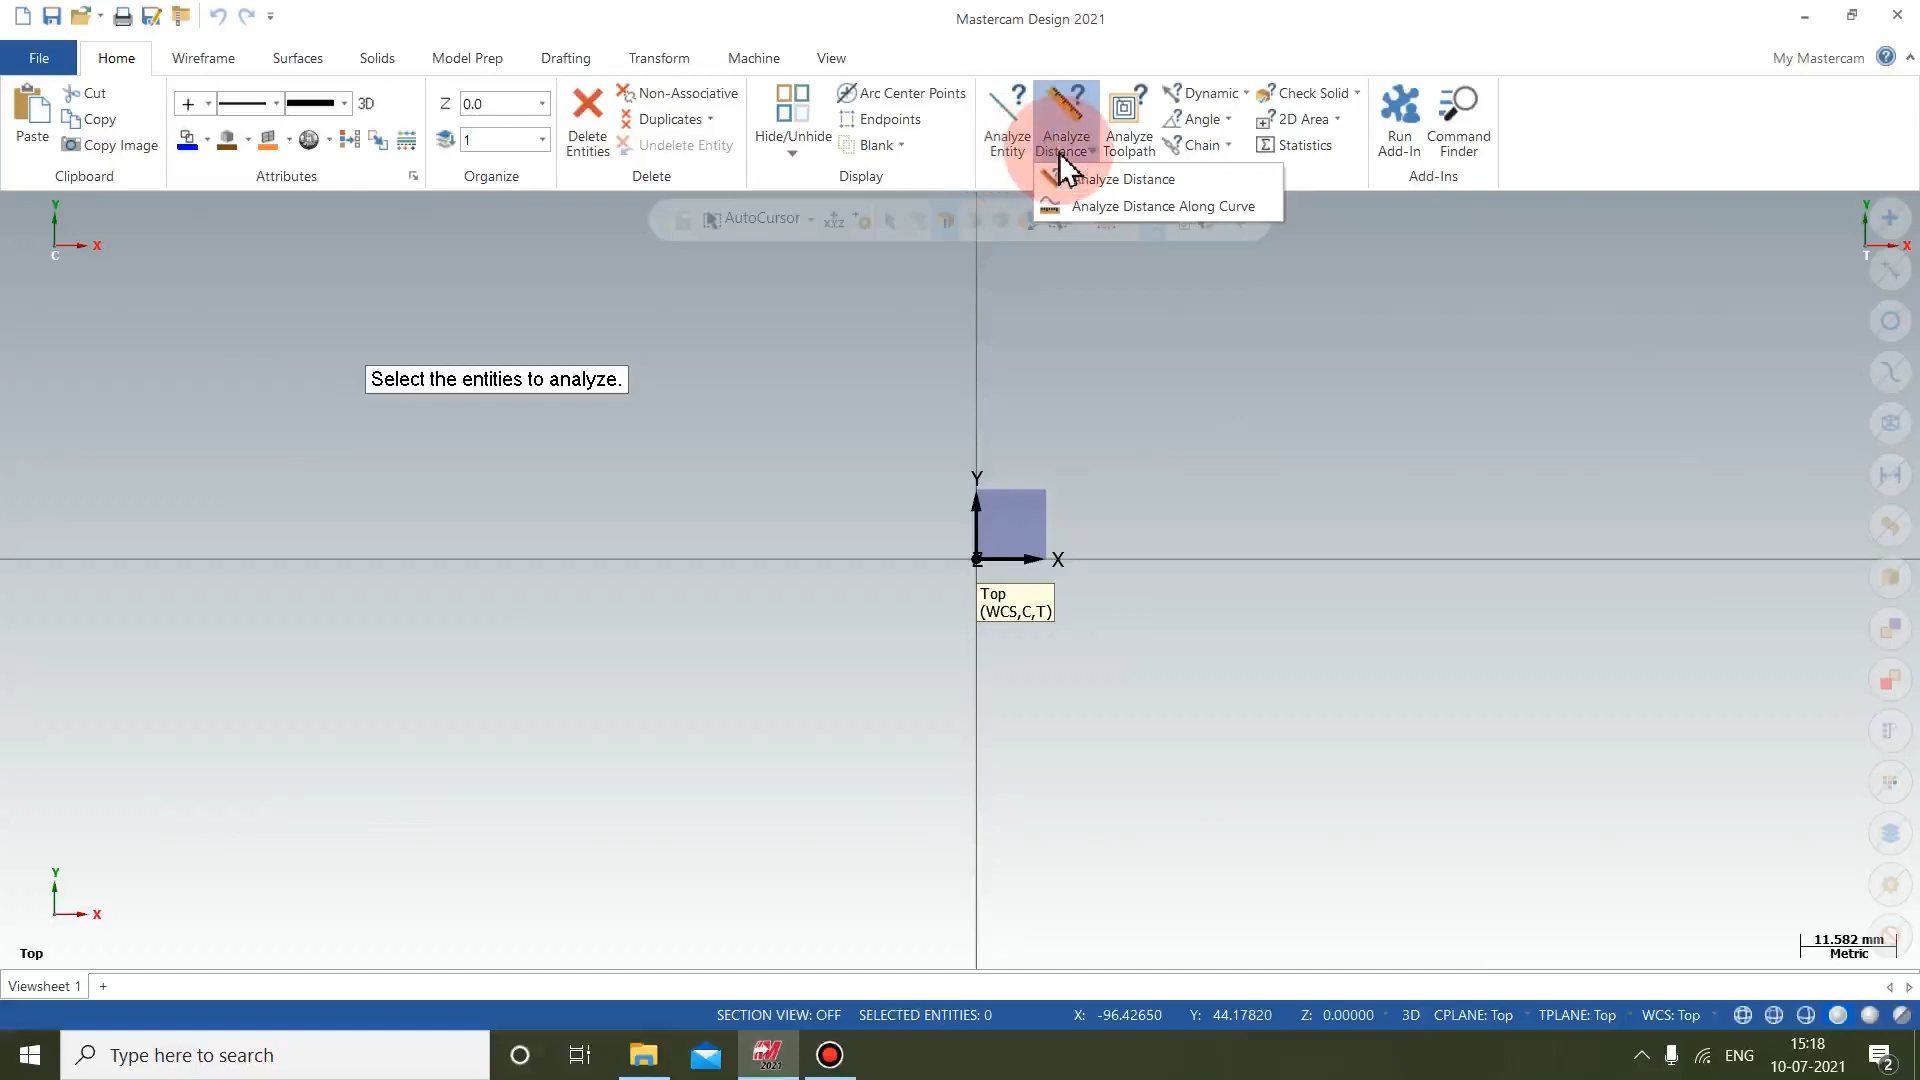 Mastercam Design 2021
File
Home
Wireframe
Surfaces
Solids
Model Prep
Drafting
Transform
Machine
View
My Mastercam
Paste
Cut
Copy
Copy Image
Clipboard
3D
Attributes
Z 0.0
1
Organize
Delete
Entities
Non-Associative
Duplicates
Undelete Entity
Delete
Hide/Unhide
Arc Center Points
Endpoints
Blank
Display
Analyze
Entity
Analyze
Distance
Analyze
Toolpath
Dynamic
Angle
Chain
Check Solid
2D Area
Statistics
Run
Add-In
Command
Finder
Add-Ins
Analyze Distance
Analyze Distance Along Curve
AutoCursor
Y
X
C
Y
X
T
Select the entities to analyze.
Y
X
Z
Top
(WCS,C,T)
Y
X
Top
11.582 mm
Metric
Viewsheet 1 +
SECTION VIEW: OFF SELECTED ENTITIES: 0 X: -96.42650 Y: 44.17820 Z: 0.00000 3D CPLANE: Top TPLANE: Top WCS: Top
Type here to search
2021
ENG
15:18
10-07-2021
2